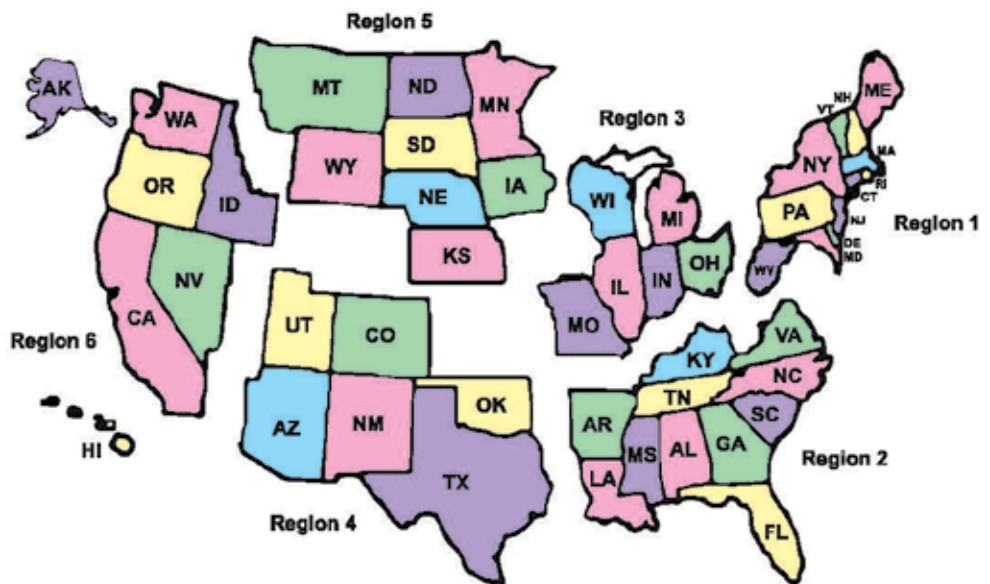 Region 5
AK
MT
ND
MN
WA
Region 3
ME
NH
VT
WY
SD
NY
MA
OR
ID
NE
IA
WI
MI
RI
CT
PA
NJ
Region 1
KS
OH
DE
MD
WY
NV
IL
IN
CA
UT
CO
MO
VA
Region 6
KY
NC
TN
OK
AR
SC
AZ
NM
GA
HI
MS
AL
Region 2
LA
TX
Region 4
FL